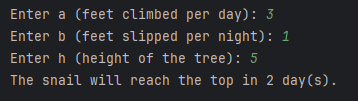 Enter a (feet climbed per day): 3
Enter b (feet slipped per night): 1
Enter h (height of the tree): 5
The snail will reach the top in 2 day(s).